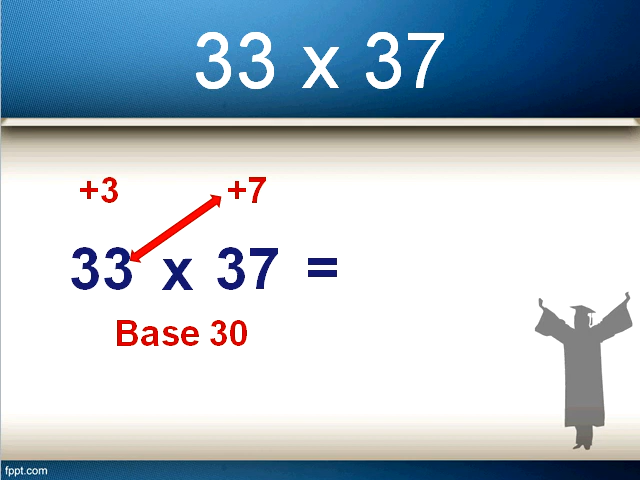 33 x 37
+3 +7
33 x 37 =
Base 30
fppt.com